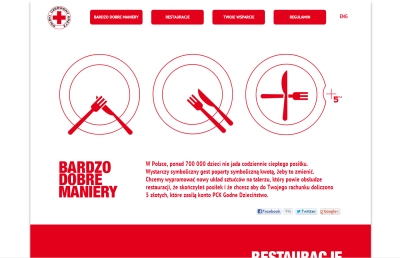 BARDZO DOBRE MANIERY
RESTAURACJE
TWOJE WSPARCIE
REGULAMIN
ENG
5
BARDZO
DOBRE
MANIERY
W Polsce, ponad 700 000 dzieci nie jada codziennie ciepłego posiłku.
Wystarczy symboliczny gest poparty symboliczną kwotą, żeby to zmienić.
Chcemy wypromować nowy układ sztućców na talerzu, który powie obsłudze
restauracji, że skończyłeś posiłek i że chcesz aby do Twojego rachunku doliczono
5 złotych, które zasilą konto PCK Godne Dzieciństwo.
Facebook
Twitter
Google+
RESTAURACJE